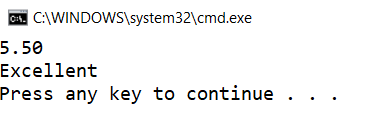 C:\WINDOWS\system32\cmd.exe
5.50
Excellent
Press any key to continue . . .